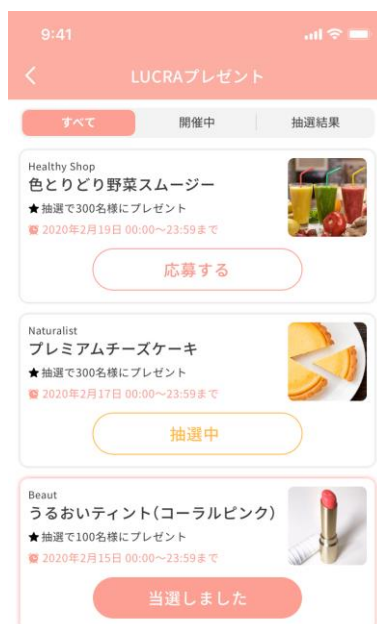 9:41
LUCRAプレゼント
すべて
開催中
抽選結果
Healthy Shop
色とりどり野菜スムージー
★抽選で300名様にプレゼント
2020年2月19日 00:00〜23:59まで
応募する
Naturalist
プレミアムチーズケーキ
★抽選で300名様にプレゼント
2020年2月17日 00:00〜23:59まで
抽選中
Beaut
うるおいティント(コーラルピンク)
★抽選で100名様にプレゼント
2020年2月15日 00:00〜23:59まで
当選しました